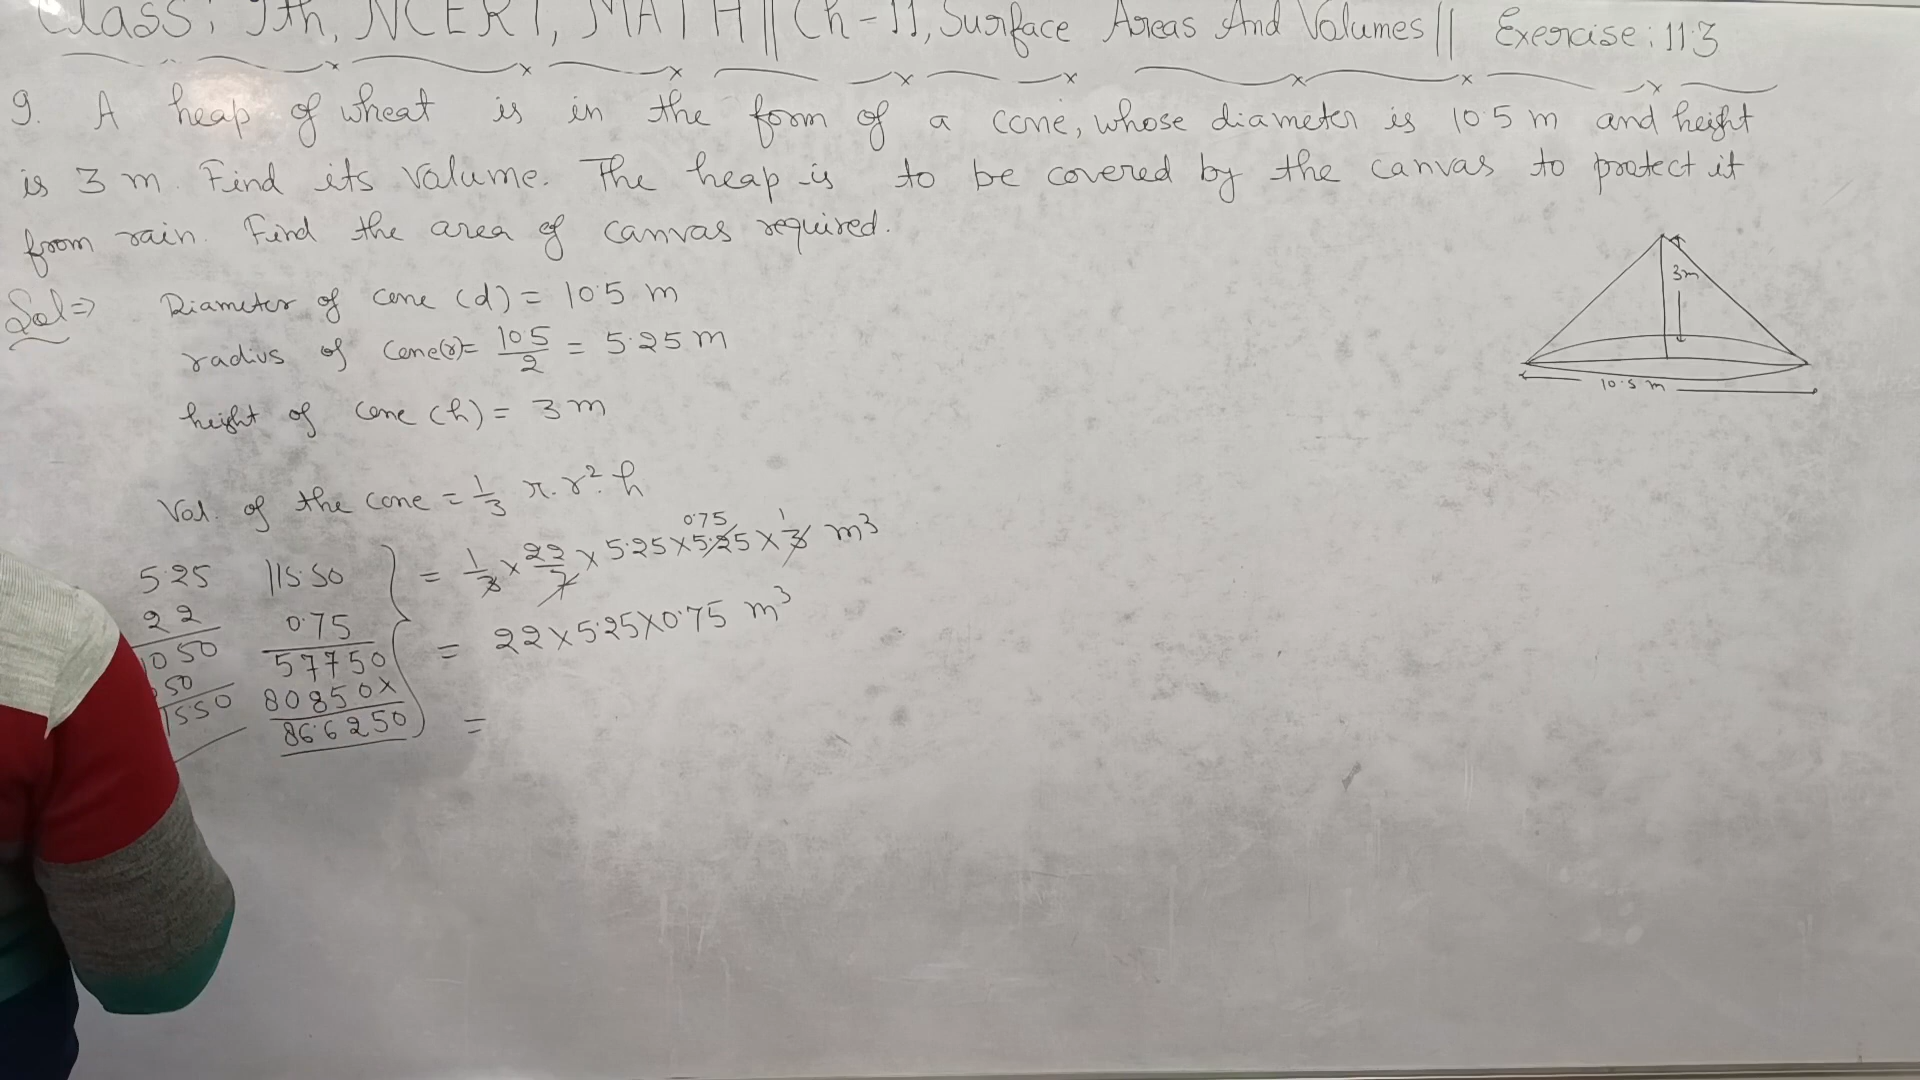 Class: 9th, NCERT, MATH || Ch-11, Surface Areas And Volumes || Exercise: 11.3
9. A heap of wheat is in the form of a cone, whose diameter is 10.5 m and height
is 3 m. Find its Volume. The heap is to be covered by the canvas to protect it
from rain. Find the area of canvas required.
3m
10.5 m
Sol⇒ Diameter of cone (d) = 10.5 m
radius of cone(r)= 10.5/2 = 5.25 m
height of cone (h) = 3 m
Vol. of the cone = 1/3 π.r². h
= 1/3 × 22/7 × 5.25 × 5.25 × 3 m³
0.75 1
= 22×5.25×0.75 m³
=
5.25
22
1050
50
1550
115.50
0.75
57750
80850×
86.6250